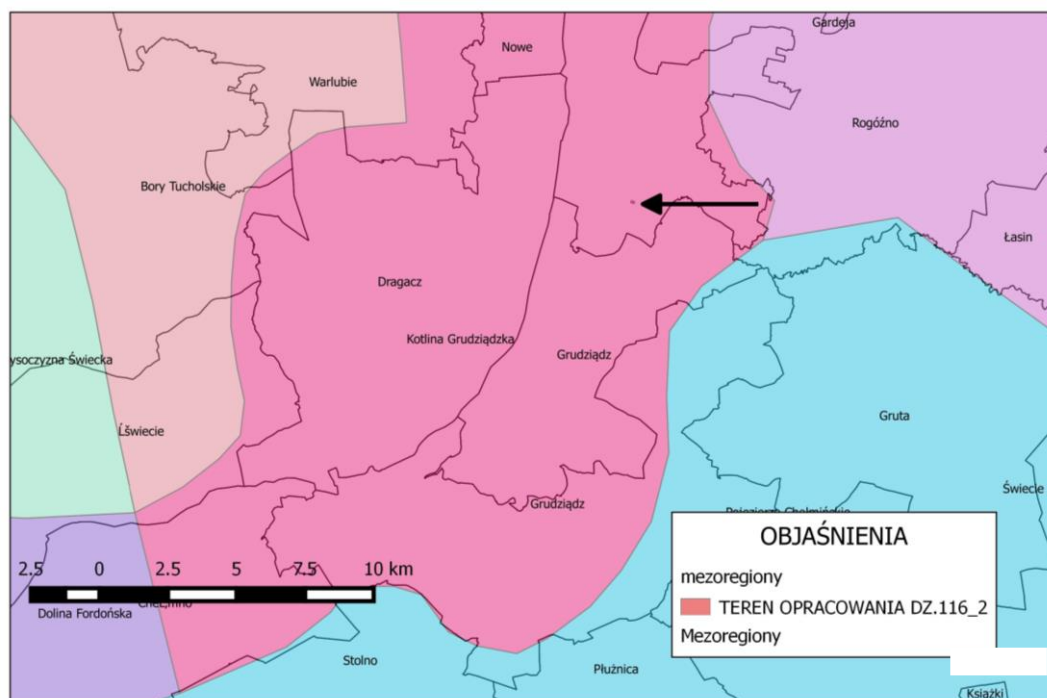 Gardeja
Nowe
Warlubie
Rogóźno
Bory Tucholskie
Łasin
Dragacz
Kotlina Grudziądzka
Grudziądz
ysoczyzna Świecka
Gruta
Świecie
Świecie
Grudziądz
OBJAŚNIENIA
mezoregiony
TEREN OPRACOWANIA DZ.116_2
Mezoregiony
2.5 0 2.5 5 7.5 10 km
Dolina Fordońska
Stolno
Płużnica
Książki